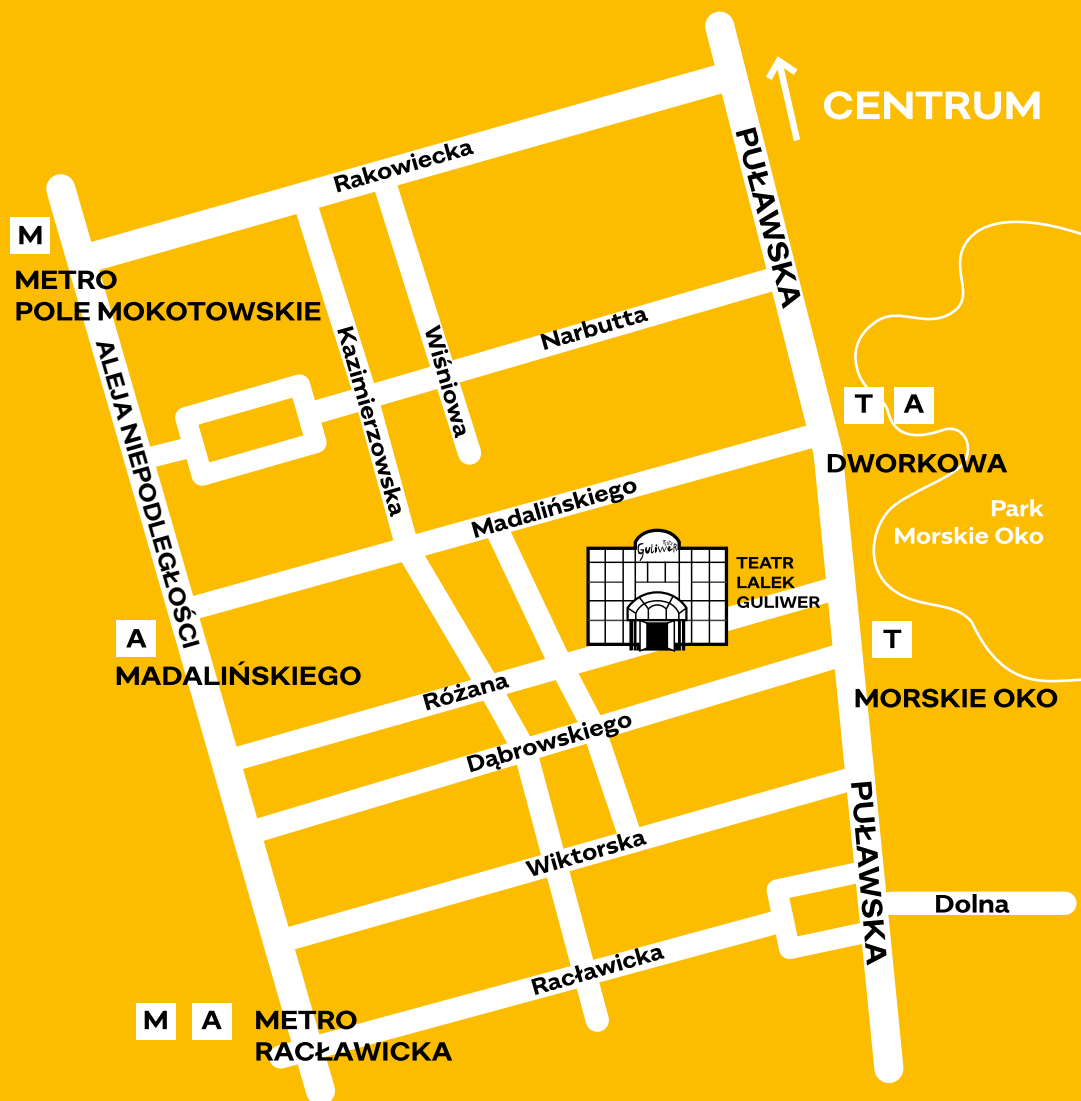 CENTRUM
PUŁAWSKA
Rakowiecka
M
METRO
POLE MOKOTOWSKIE
ALEJA NIEPODLEGŁOŚCI
Kazimierzowska
Wiśniowa
Narbutta
T A
DWORKOWA
Park
Morskie Oko
Madalińskiego
Guliwer
TEATR
LALEK
GULIWER
A
MADALIŃSKIEGO
T
MORSKIE OKO
Różana
Dąbrowskiego
Wiktorska
PUŁAWSKA
Dolna
Racławicka
M A
METRO
RACŁAWICKA